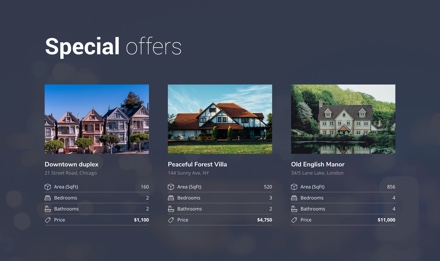 Special offers
Downtown duplex
21 Street Road, Chicago
Area (Sqft) 160
Bedrooms 2
Bathrooms 2
Price $1,100
Peaceful Forest Villa
144 Sunny Ave, NY
Area (Sqft) 520
Bedrooms 3
Bathrooms 2
Price $4,750
Old English Manor
34/5 Lane Lake, London
Area (Sqft) 856
Bedrooms 4
Bathrooms 4
Price $11,000